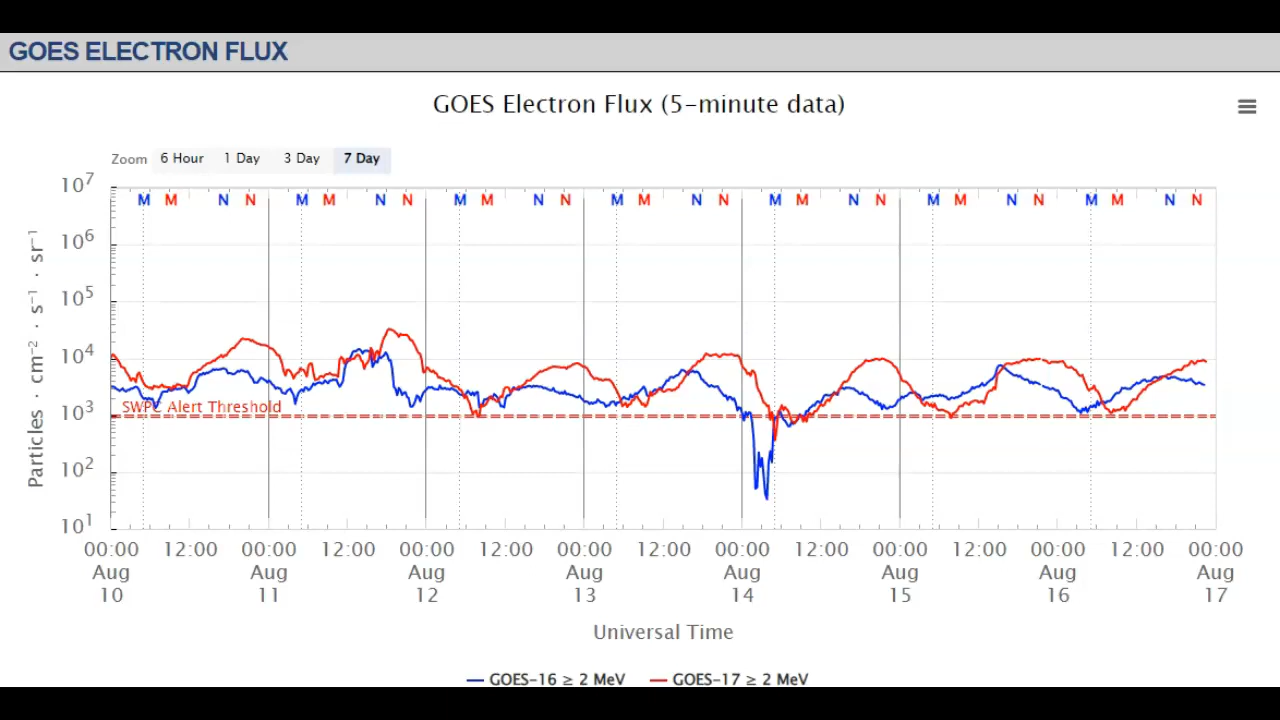 GOES ELECTRON FLUX
GOES Electron Flux (5-minute data)
Zoom 6 Hour 1 Day 3 Day 7 Day
M M N N M M N N M M N N M M N N M M N N M M N N M M N N
10⁷
10⁶
10⁵
10⁴
10³
10²
10¹
Particles · cm⁻² · s⁻¹ · sr⁻¹
SWPC Alert Threshold
00:00 12:00 00:00 12:00 00:00 12:00 00:00 12:00 00:00 12:00 00:00 12:00 00:00 12:00 00:00
Aug Aug Aug Aug Aug Aug Aug Aug
10 11 12 13 14 15 16 17
Universal Time
GOES-16 ≥ 2 MeV GOES-17 ≥ 2 MeV